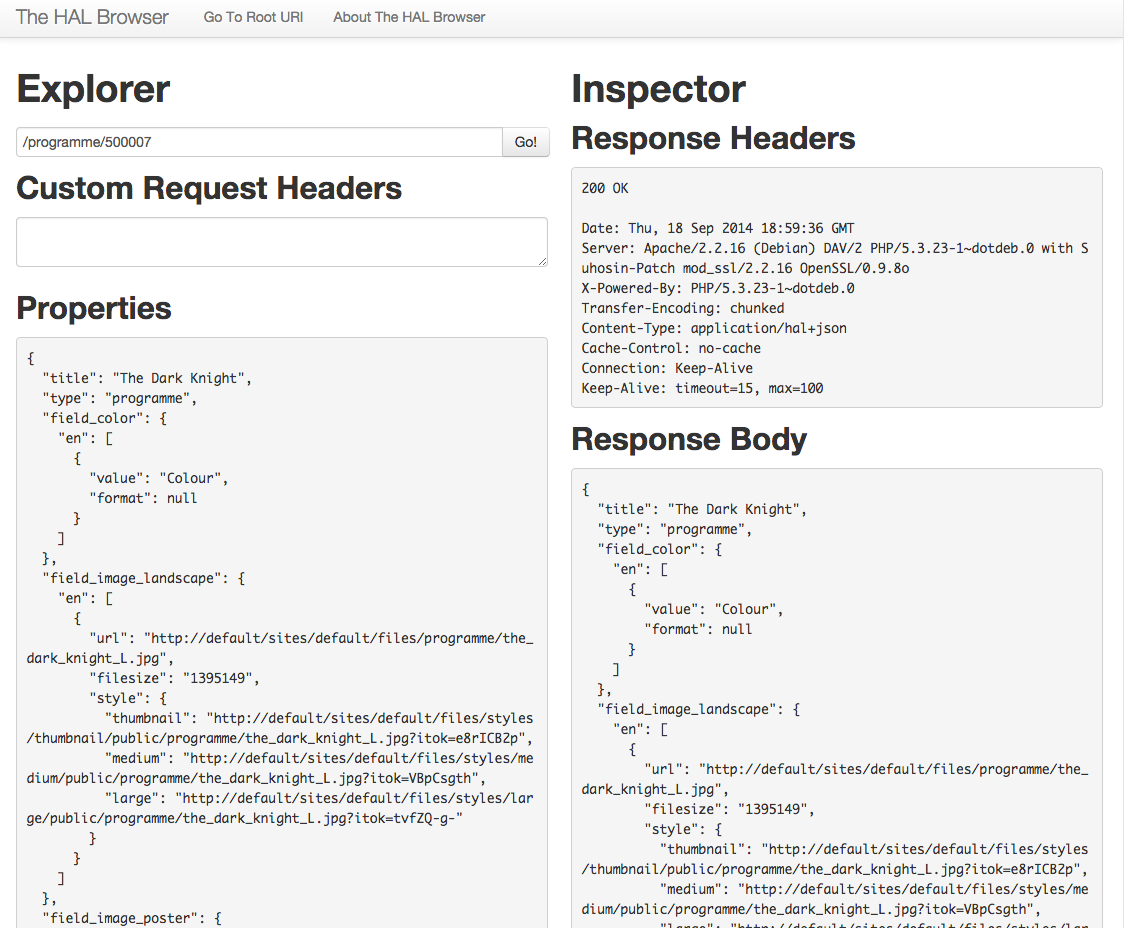 The HAL Browser Go To Root URI About The HAL Browser
Explorer
/programme/500007 Go!
Custom Request Headers
Properties
{
  "title": "The Dark Knight",
  "type": "programme",
  "field_color": {
    "en": [
      {
        "value": "Colour",
        "format": null
      }
    ]
  },
  "field_image_landscape": {
    "en": [
      {
        "url": "http://default/sites/default/files/programme/the_
dark_knight_L.jpg",
        "filesize": "1395149",
        "style": {
          "thumbnail": "http://default/sites/default/files/styles
/thumbnail/public/programme/the_dark_knight_L.jpg?itok=e8rICB2p",
          "medium": "http://default/sites/default/files/styles/me
dium/public/programme/the_dark_knight_L.jpg?itok=VBpCsgth",
          "large": "http://default/sites/default/files/styles/lar
ge/public/programme/the_dark_knight_L.jpg?itok=tvfZQ-g-"
        }
      }
    ]
  },
  "field_image_poster": {
Inspector
Response Headers
200 OK
Date: Thu, 18 Sep 2014 18:59:36 GMT
Server: Apache/2.2.16 (Debian) DAV/2 PHP/5.3.23-1~dotdeb.0 with S
uhosin-Patch mod_ssl/2.2.16 OpenSSL/0.9.8o
X-Powered-By: PHP/5.3.23-1~dotdeb.0
Transfer-Encoding: chunked
Content-Type: application/hal+json
Cache-Control: no-cache
Connection: Keep-Alive
Keep-Alive: timeout=15, max=100
Response Body
{
  "title": "The Dark Knight",
  "type": "programme",
  "field_color": {
    "en": [
      {
        "value": "Colour",
        "format": null
      }
    ]
  },
  "field_image_landscape": {
    "en": [
      {
        "url": "http://default/sites/default/files/programme/the_
dark_knight_L.jpg",
        "filesize": "1395149",
        "style": {
          "thumbnail": "http://default/sites/default/files/styles
/thumbnail/public/programme/the_dark_knight_L.jpg?itok=e8rICB2p",
          "medium": "http://default/sites/default/files/styles/me
dium/public/programme/the_dark_knight_L.jpg?itok=VBpCsgth",
          "large": "http://default/sites/default/files/styles/lar